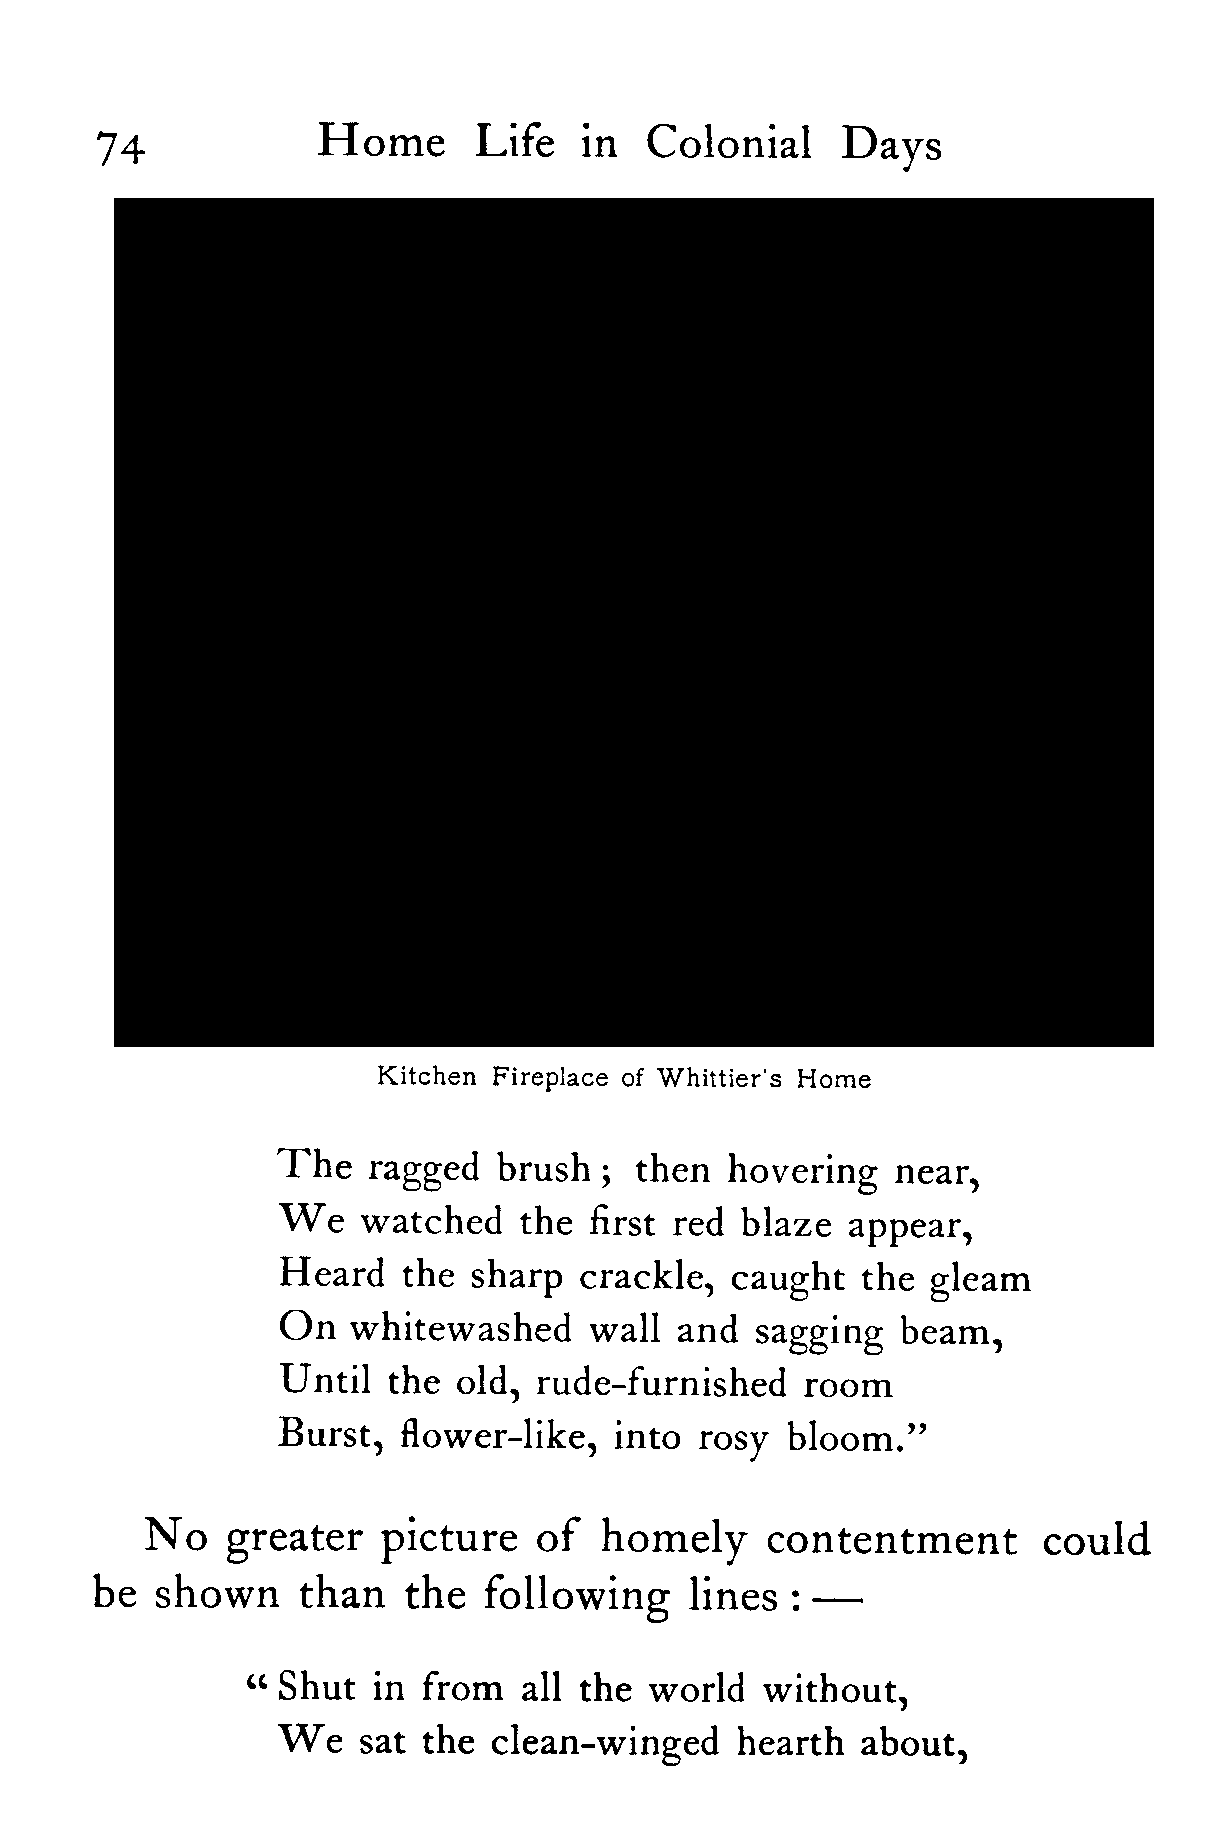 74 Home Life in Colonial Days
Kitchen Fireplace of Whittier's Home
The ragged brush ; then hovering near,
We watched the first red blaze appear,
Heard the sharp crackle, caught the gleam
On whitewashed wall and sagging beam,
Until the old, rude-furnished room
Burst, flower-like, into rosy bloom.”
No greater picture of homely contentment could
be shown than the following lines : —
“ Shut in from all the world without,
We sat the clean-winged hearth about,